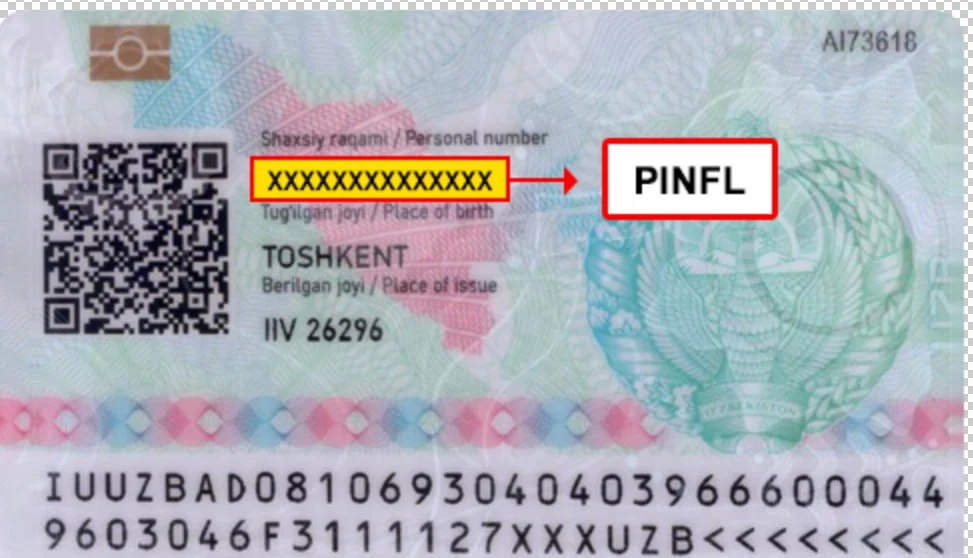 AI73618
Shaxsiy raqami / Personal number
XXXXXXXXXXXXXX
PINFL
Tug'ilgan joyi / Place of birth
TOSHKENT
Berilgan joyi / Place of issue
IIV 26296
O'ZBEKISTON
IUUZBAD0810693040403966600044
9603046F3111127XXXUZB<<<<<<<<